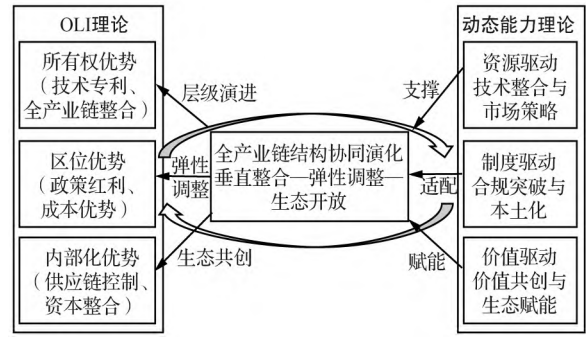 OLI理论
所有权优势
（技术专利、
全产业链整合）
区位优势
（政策红利、
成本优势）
内部化优势
（供应链控制、
资本整合）
层级演进
弹性
调整
生态共创
全产业链结构协同演化
垂直整合—弹性调整—
生态开放
支撑
适配
赋能
动态能力理论
资源驱动
技术整合与
市场策略
制度驱动
合规突破与
本土化
价值驱动
价值共创与
生态赋能